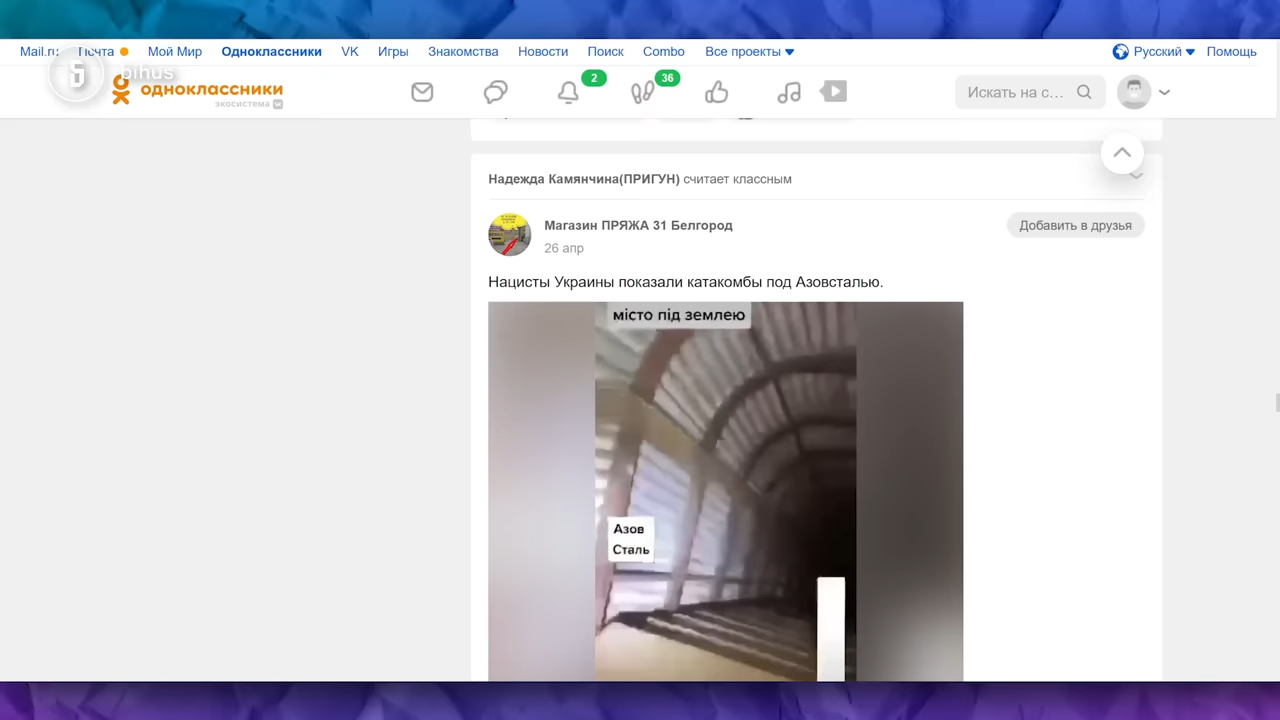 Mail.ru Почта Мой Мир Одноклассники VK Игры Знакомства Новости Поиск Combo Все проекты Русский Помощь
bihus
одноклассники
экосистема
2
36
Искать на с...
Надежда Камянчина(ПРИГУН) считает классным
Магазин ПРЯЖА 31 Белгород
Добавить в друзья
26 апр
Нацисты Украины показали катакомбы под Азовсталью.
місто під землею
Азов
Сталь